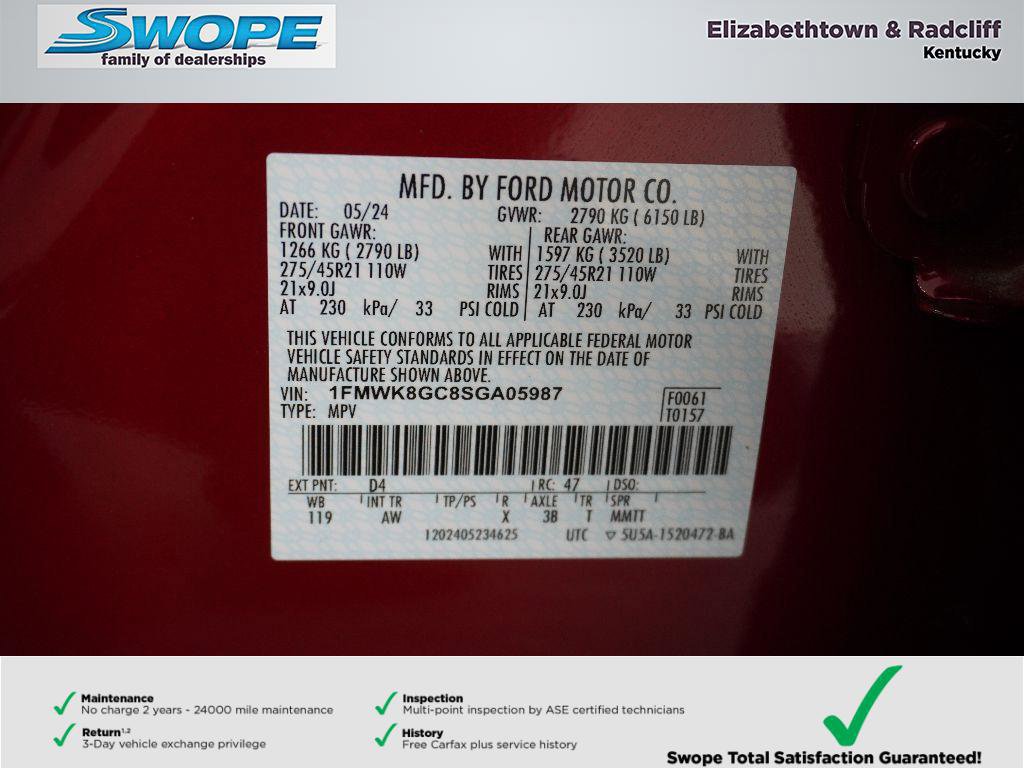 SWOPE
family of dealerships
Elizabethtown & Radcliff
Kentucky
MFD. BY FORD MOTOR CO.
DATE: 05/24 GVWR: 2790 KG ( 6150 LB)
FRONT GAWR: REAR GAWR:
1266 KG ( 2790 LB) WITH 1597 KG ( 3520 LB) WITH
275/45R21 110W TIRES 275/45R21 110W TIRES
21x9.0J RIMS 21x9.0J RIMS
AT 230 kPa/ 33 PSI COLD AT 230 kPa/ 33 PSI COLD
THIS VEHICLE CONFORMS TO ALL APPLICABLE FEDERAL MOTOR
VEHICLE SAFETY STANDARDS IN EFFECT ON THE DATE OF
MANUFACTURE SHOWN ABOVE.
VIN: 1FMWK8GC8SGA05987 F0061
TYPE: MPV T0157
EXT PNT: D4 RC: 47 DSO:
WB INT TR TP/PS R AXLE TR SPR
119 AW X 3B T MMTT
1202405234625 UTC ▽ 5U5A-1520472-BA
Maintenance
No charge 2 years - 24000 mile maintenance
Return1,2
3-Day vehicle exchange privilege
Inspection
Multi-point inspection by ASE certified technicians
History
Free Carfax plus service history
Swope Total Satisfaction Guaranteed!